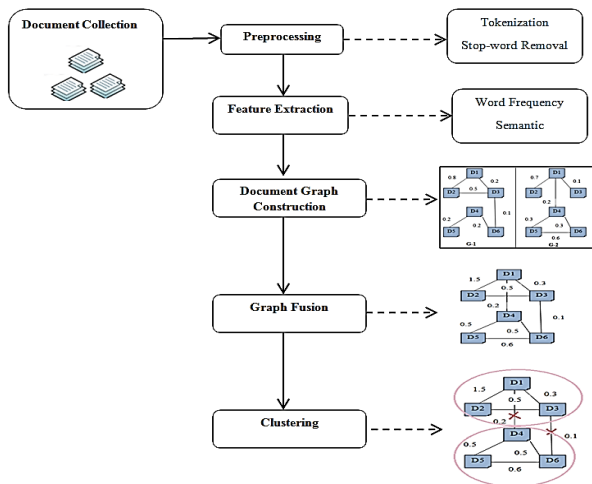 Document Collection
Preprocessing
Tokenization
Stop-word Removal
Feature Extraction
Word Frequency
Semantic
Document Graph
Construction
D1
0.8
0.2
D2
0.5
D3
0.1
D4
0.2
0.2
D5
D6
G-1
D1
0.7
0.1
D2
D3
0.2
D4
0.3
0.3
D5
0.6
D6
G-2
Graph Fusion
D1
1.5
0.5
0.3
D2
D3
0.2
0.1
D4
0.5
0.5
D5
D6
0.6
Clustering
D1
1.5
0.5
0.3
D2
D3
0.2
0.1
D4
0.5
0.5
D5
D6
0.6